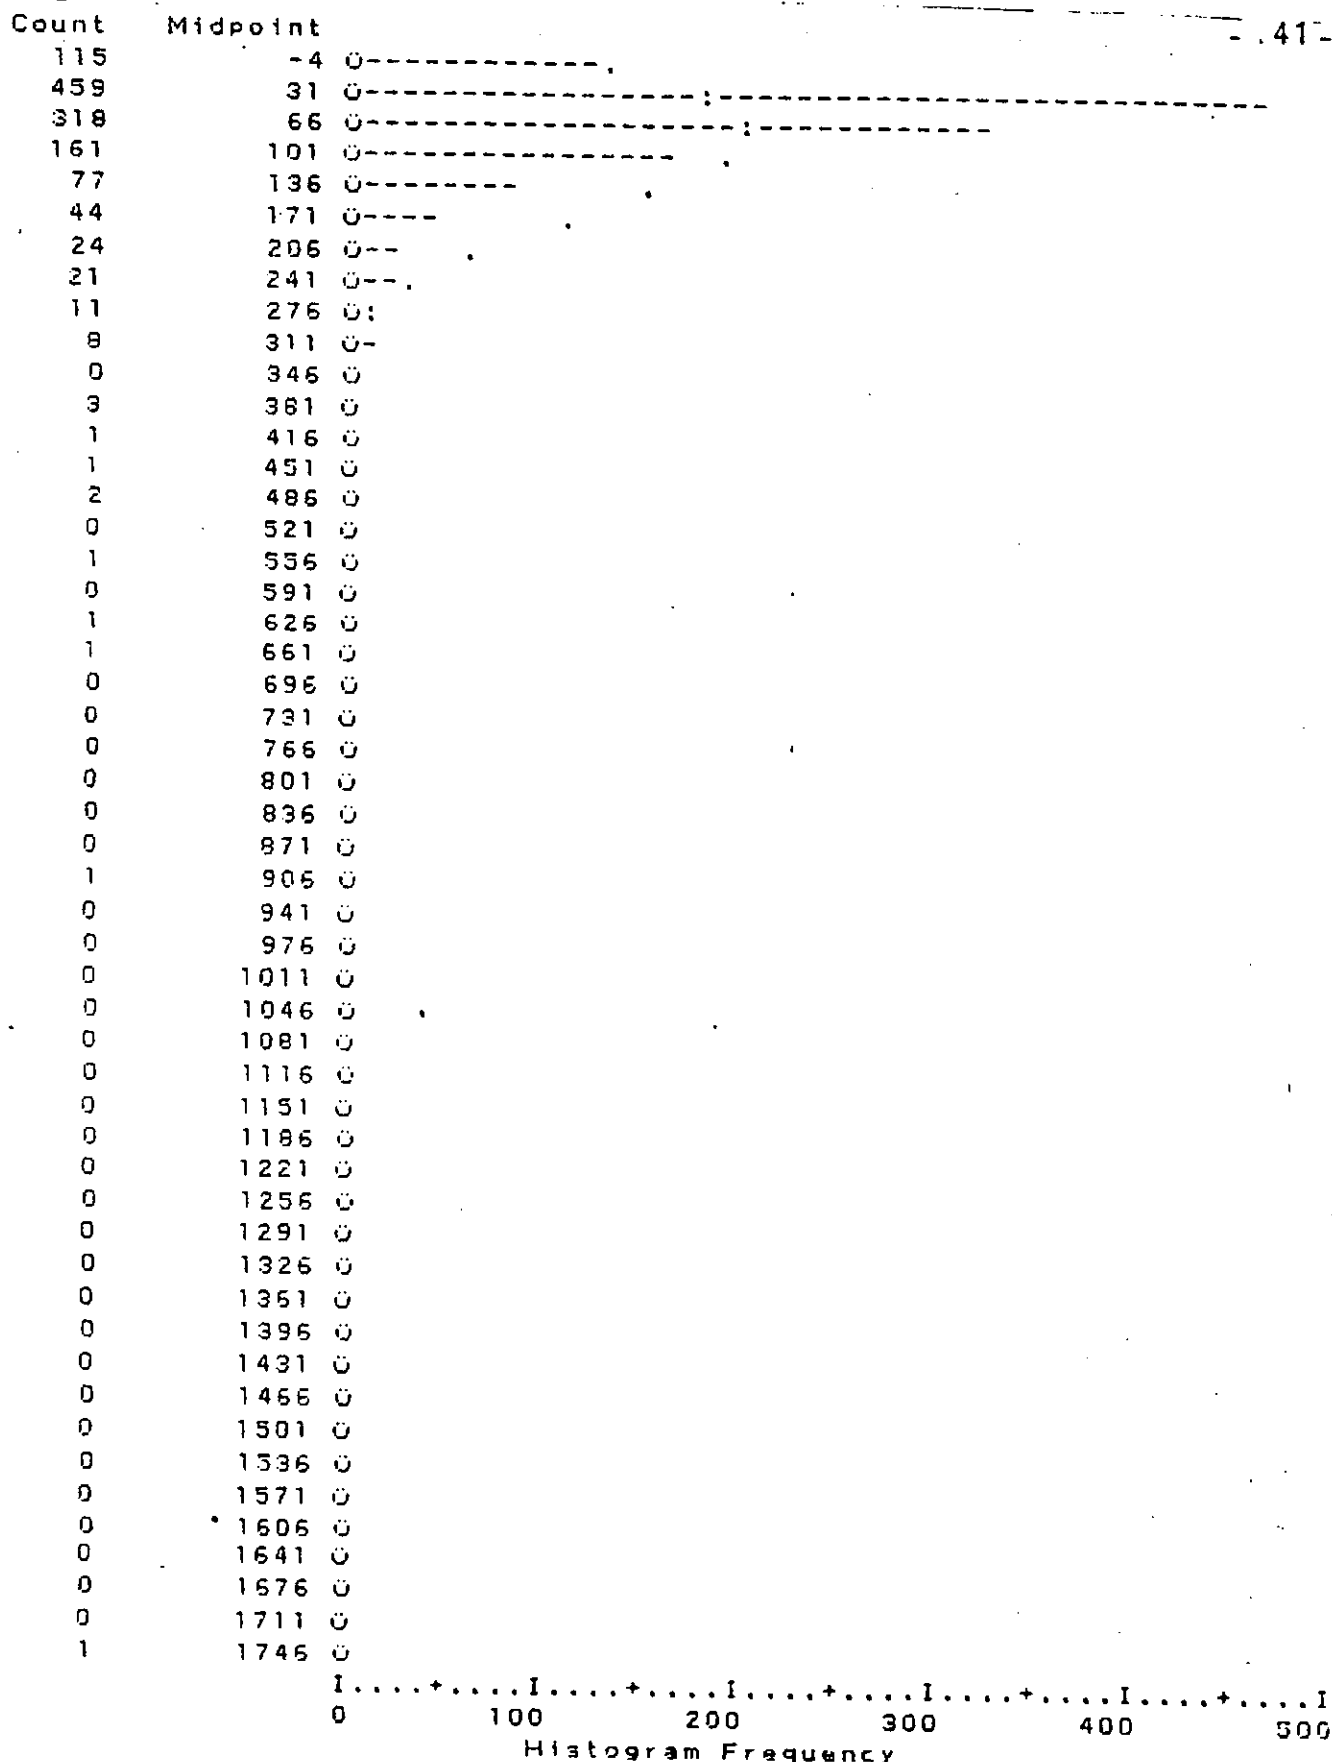 Count Midpoint
- .41-
115 -4 ü------------.
459 31 ü-----------------:-----------------------------
318 66 ü-------------------:------------
161 101 ü---------------- .
77 136 ü-------- .
44 171 ü---- .
24 206 ü-- .
21 241 ü--.
11 276 ü:
8 311 ü-
0 346 ü
3 381 ü
1 416 ü
1 451 ü
2 486 ü
0 521 ü
1 556 ü
0 591 ü
1 626 ü
1 661 ü
0 696 ü
0 731 ü
0 766 ü
0 801 ü
0 836 ü
0 871 ü
1 906 ü
0 941 ü
0 976 ü
0 1011 ü
0 1046 ü
0 1081 ü
0 1116 ü
0 1151 ü
0 1186 ü
0 1221 ü
0 1256 ü
0 1291 ü
0 1326 ü
0 1361 ü
0 1396 ü
0 1431 ü
0 1466 ü
0 1501 ü
0 1536 ü
0 1571 ü
0 1606 ü
0 1641 ü
0 1676 ü
0 1711 ü
1 1746 ü
I....+....I....+....I....+....I....+....I....+....I
0 100 200 300 400 500
Histogram Frequency